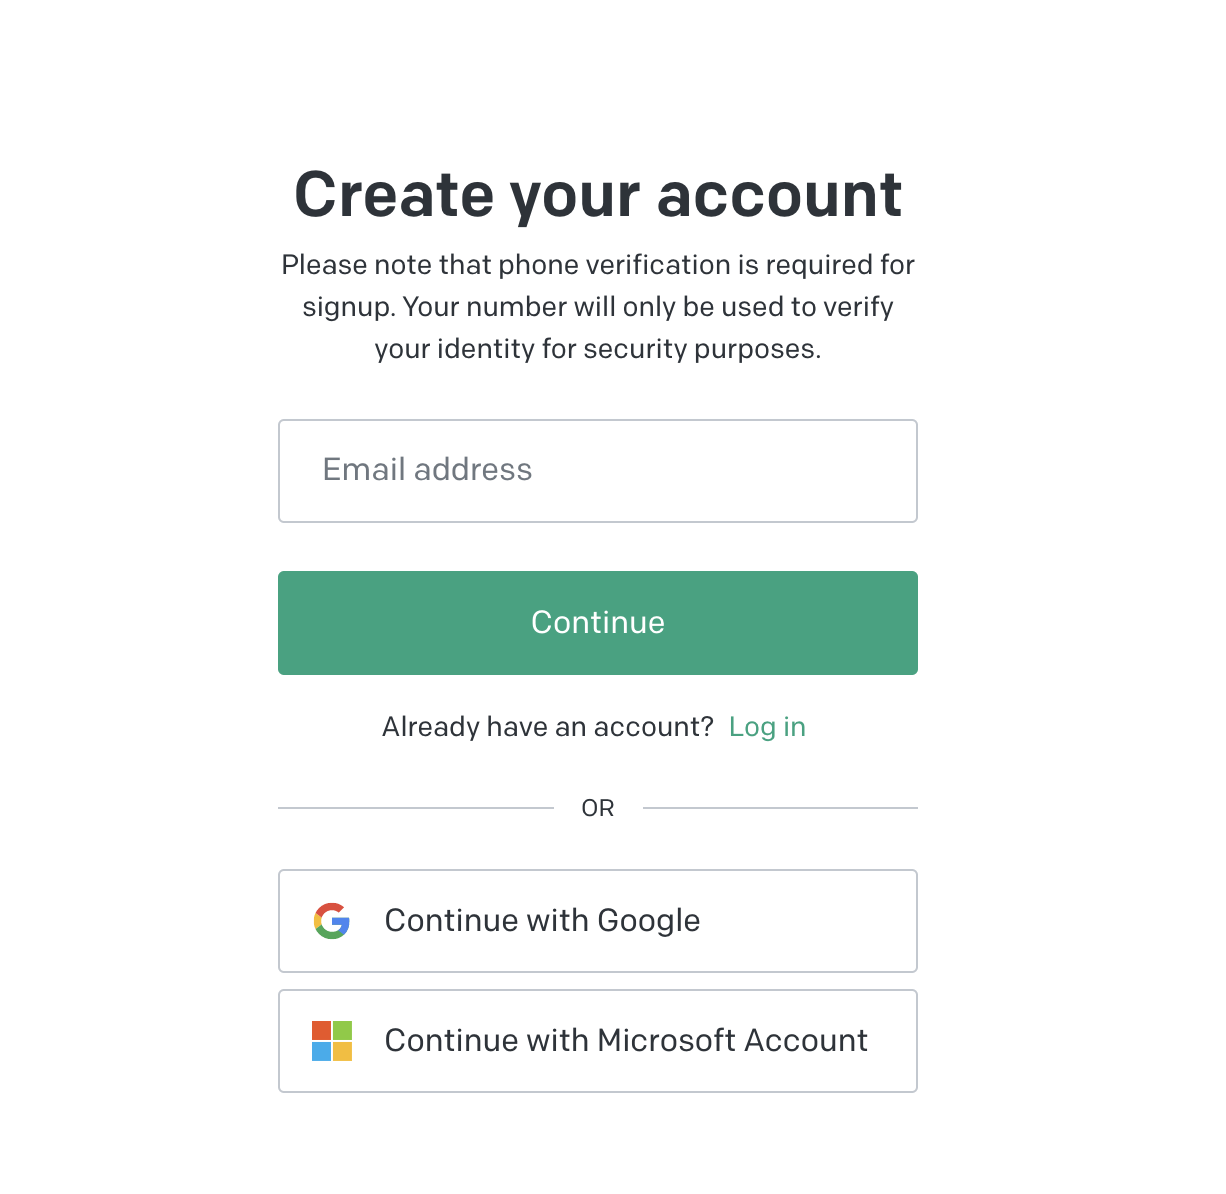 Create your account
Please note that phone verification is required for
signup. Your number will only be used to verify
your identity for security purposes.
Email address
Continue
Already have an account? Log in
OR
Continue with Google
Continue with Microsoft Account